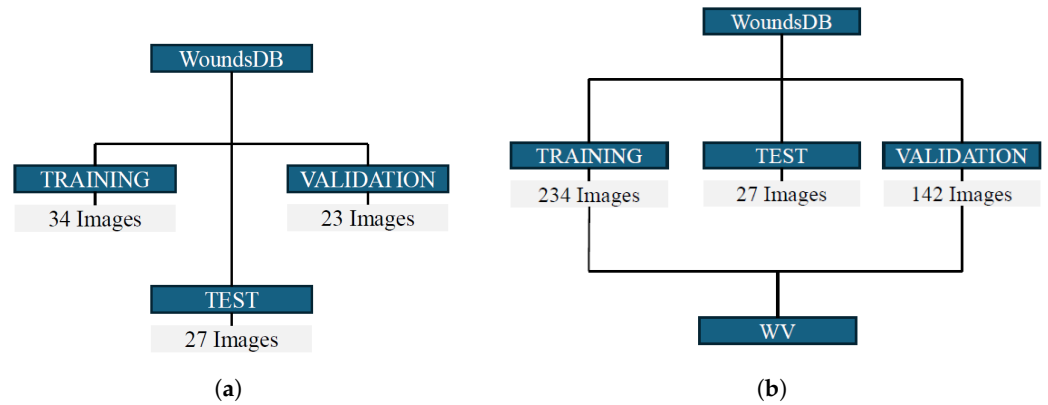 WoundsDB
TRAINING
VALIDATION
34 Images
23 Images
TEST
27 Images
(a)
WoundsDB
TRAINING
TEST
VALIDATION
234 Images
27 Images
142 Images
WV
(b)